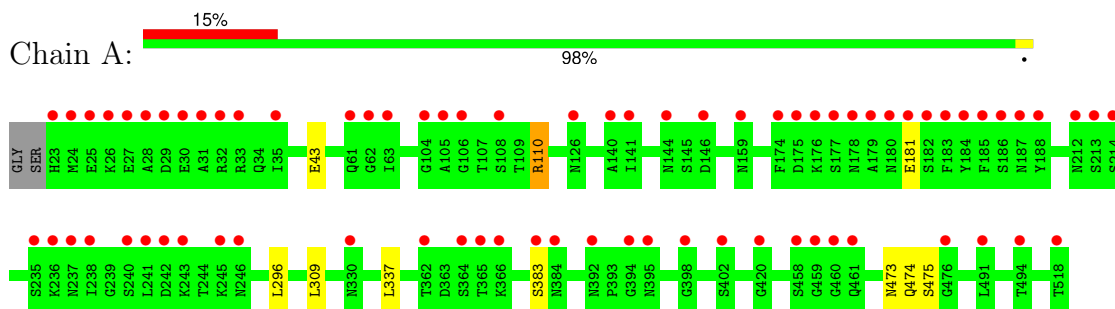 15%
Chain A:
98%
GLY SER H23 M24 E25 K26 E27 A28 D29 E30 A31 R32 R33 Q34 I35 E43 Q61 G62 I63 G104 A105 G106 T107 S108 T109 R110 N126 A140 I141 N144 S145 D146 N159 F174 D175 K176 S177 N178 A179 N180 E181 S182 F183 Y184 F185 S186 N187 Y188 N212 S213 S214
S235 K236 N237 I238 G239 S240 L241 D242 K243 T244 K245 N246 L296 L309 N330 L337 T362 D363 S364 T365 K366 S383 N384 N392 P393 G394 N395 G398 S402 G420 S458 G459 G460 Q461 N473 Q474 S475 G476 L491 T494 T518